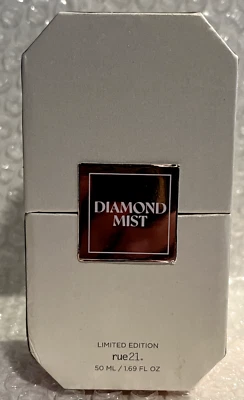 DIAMOND
MIST
LIMITED EDITION
rue21.
50 ML / 1.69 FL OZ